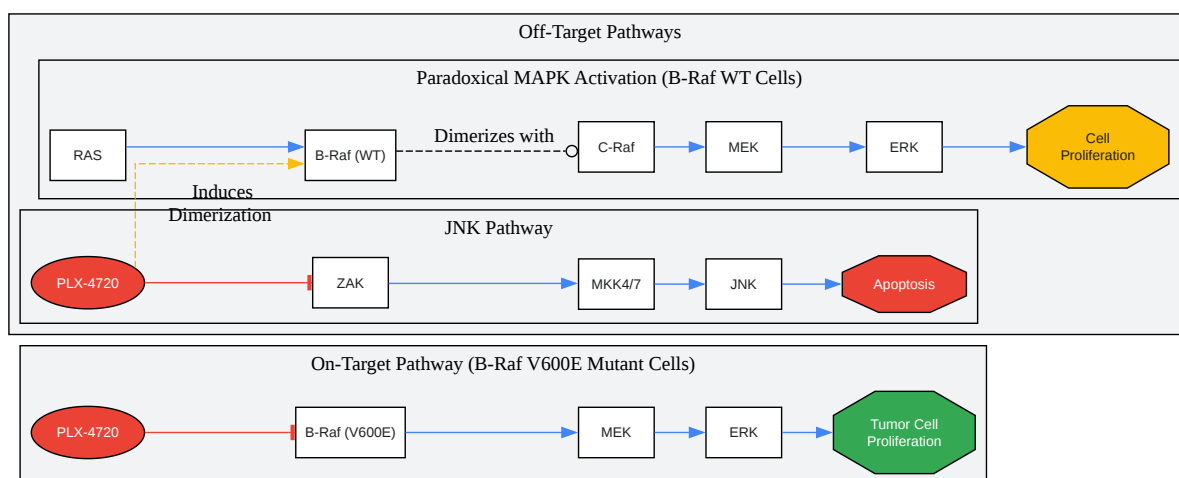 Off-Target Pathways
Paradoxical MAPK Activation (B-Raf WT Cells)
RAS
B-Raf (WT)
Dimerizes with
C-Raf
MEK
ERK
Cell
Proliferation
Induces
Dimerization
JNK Pathway
PLX-4720
ZAK
MKK4/7
JNK
Apoptosis
On-Target Pathway (B-Raf V600E Mutant Cells)
PLX-4720
B-Raf (V600E)
MEK
ERK
Tumor Cell
Proliferation